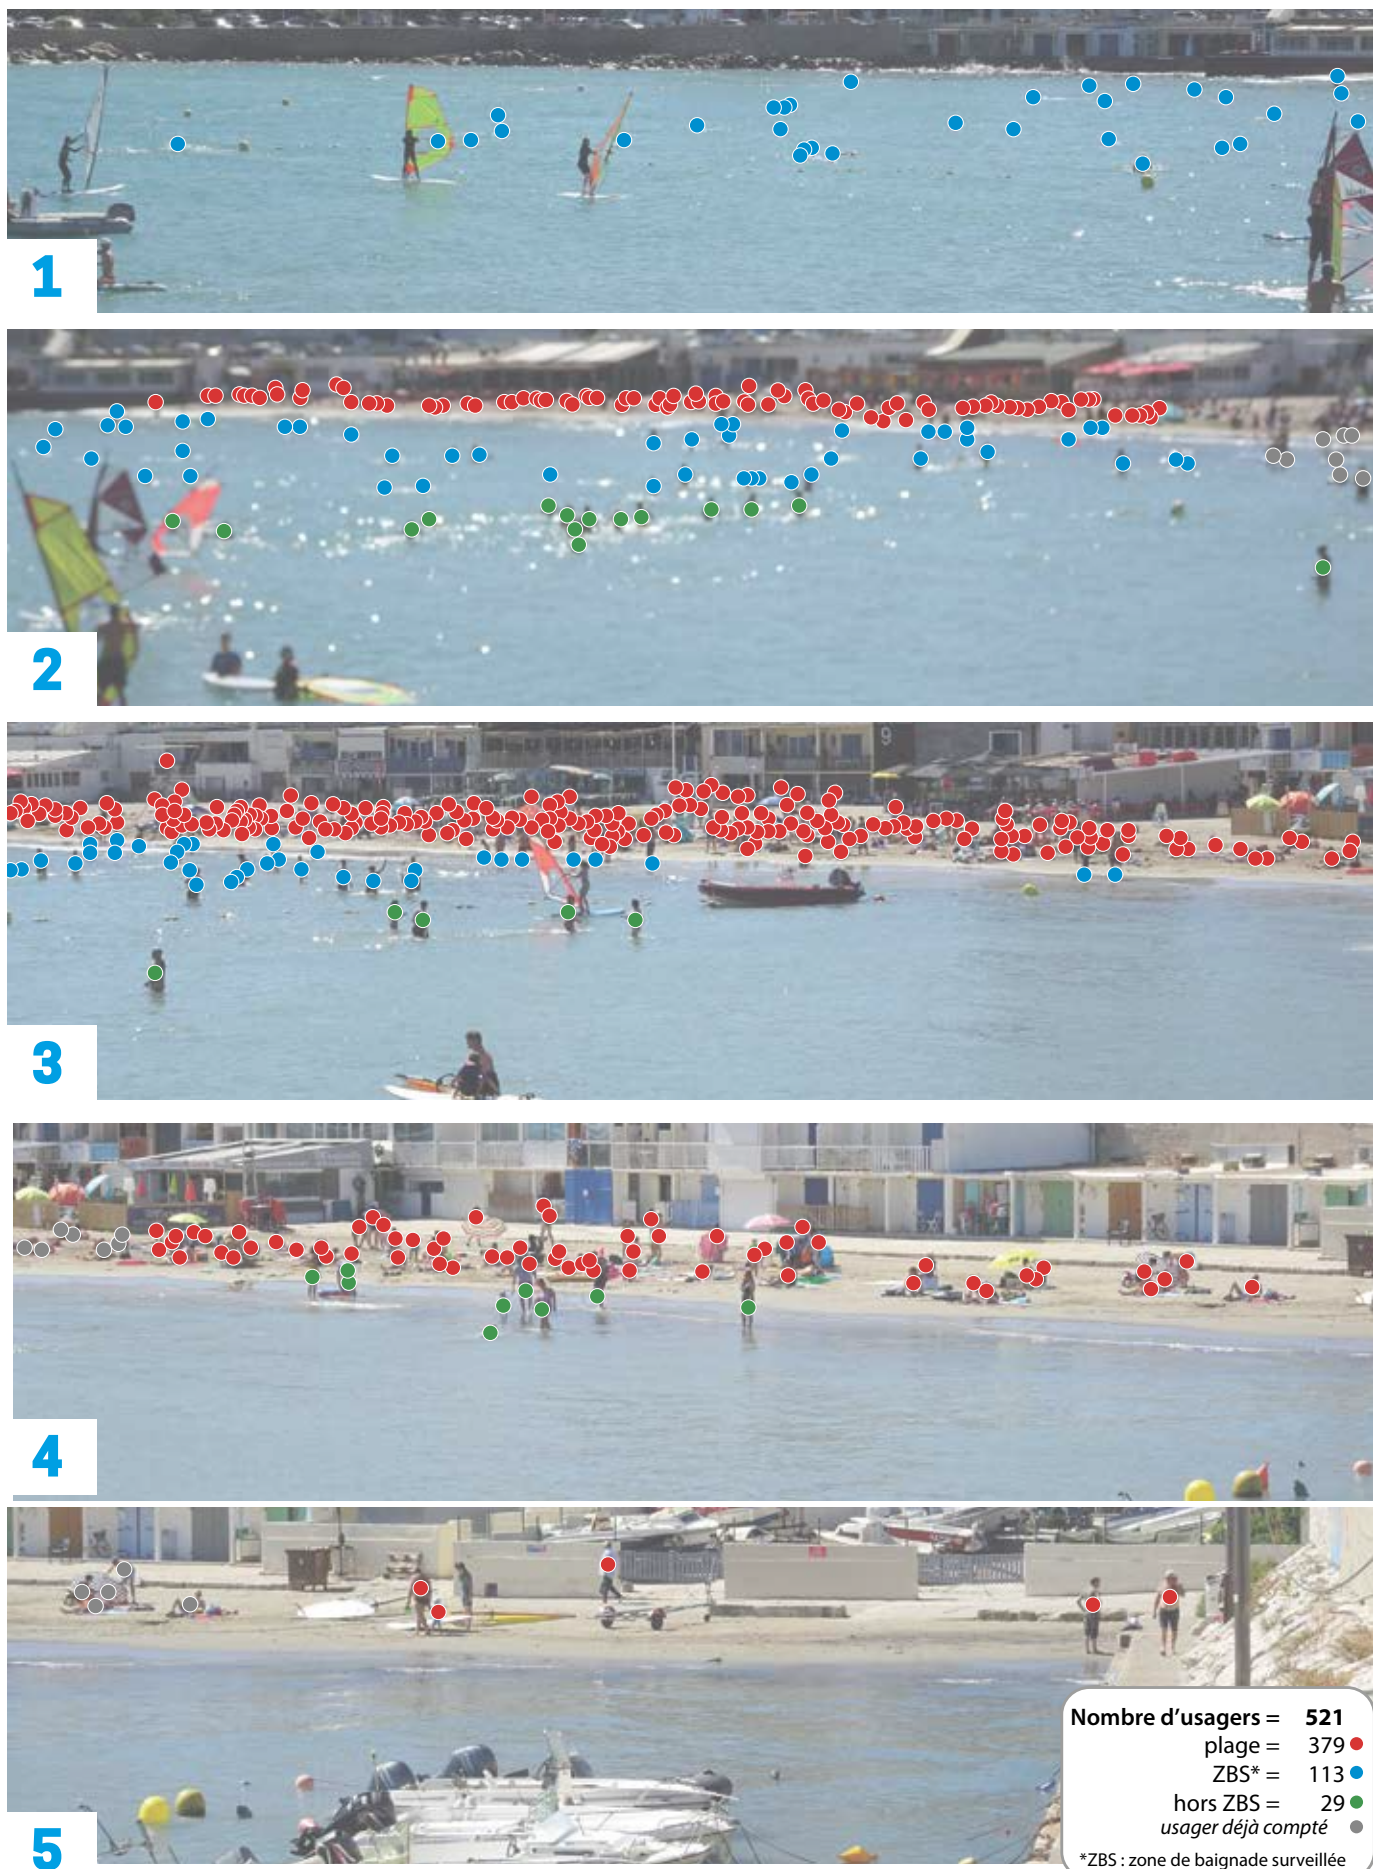 1
2
9
3
4
5
Nombre d'usagers = 521
plage = 379
ZBS* = 113
hors ZBS = 29
usager déjà compté
*ZBS : zone de baignade surveillée